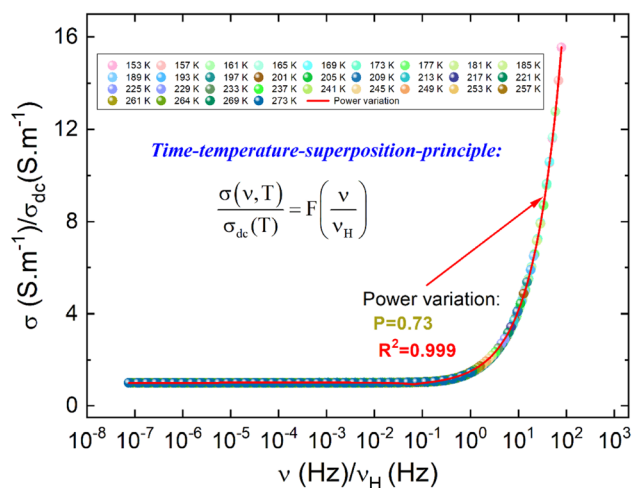 16
12
8
4
0
σ (S.m⁻¹)/σdc(S.m⁻¹)
153 K 157 K 161 K 165 K 169 K 173 K 177 K 181 K 185 K
189 K 193 K 197 K 201 K 205 K 209 K 213 K 217 K 221 K
225 K 229 K 233 K 237 K 241 K 245 K 249 K 253 K 257 K
261 K 264 K 269 K 273 K Power variation
Time-temperature-superposition-principle:
σ(ν,T)/σdc(T) = F(ν/νH)
Power variation:
P=0.73
R²=0.999
10⁻⁸ 10⁻⁷ 10⁻⁶ 10⁻⁵ 10⁻⁴ 10⁻³ 10⁻² 10⁻¹ 10⁰ 10¹ 10² 10³
ν (Hz)/νH (Hz)